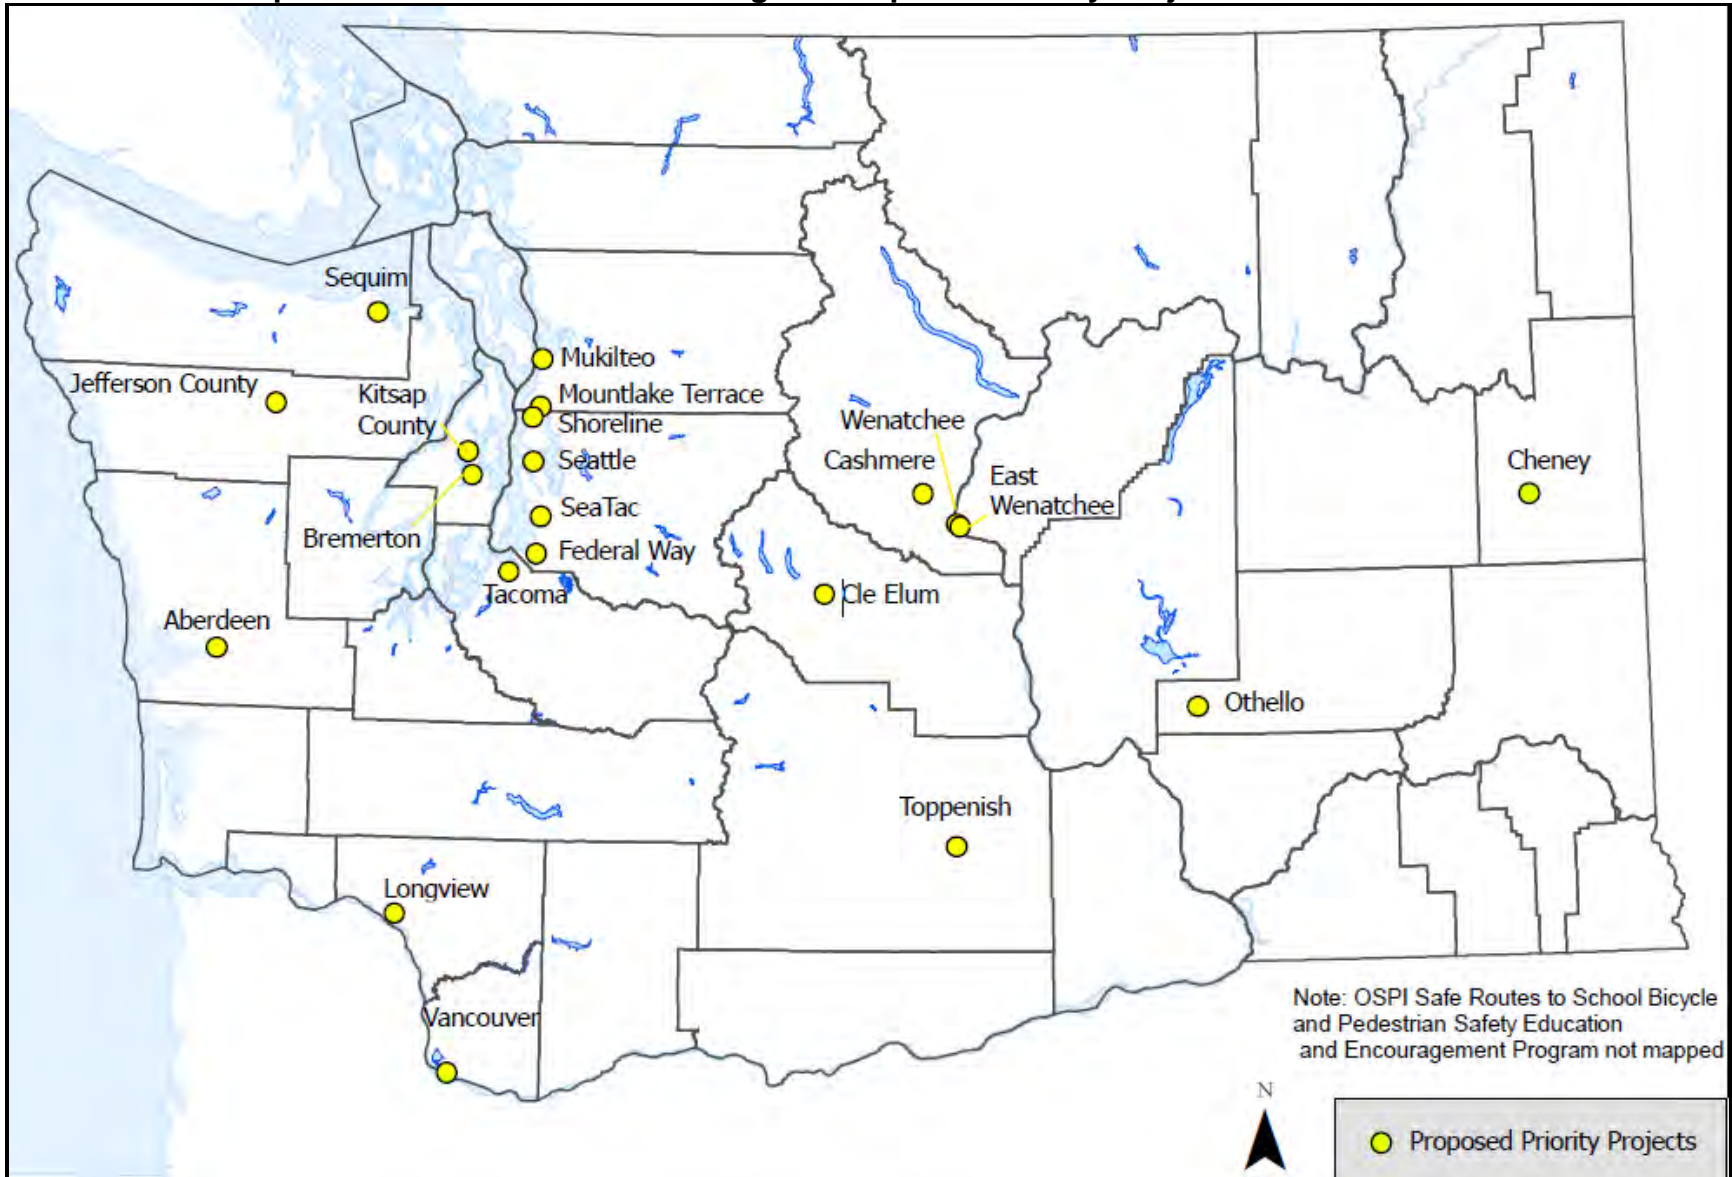 Sequim
Mukilteo
Jefferson County
Kitsap
County
Mountlake Terrace
Shoreline
Wenatchee
Seattle
Cashmere
East
Wenatchee
Cheney
SeaTac
Bremerton
Federal Way
Tacoma
Cle Elum
Aberdeen
Othello
Toppenish
Longview
Vancouver
Note: OSPI Safe Routes to School Bicycle
and Pedestrian Safety Education
and Encouragement Program not mapped
N
Proposed Priority Projects